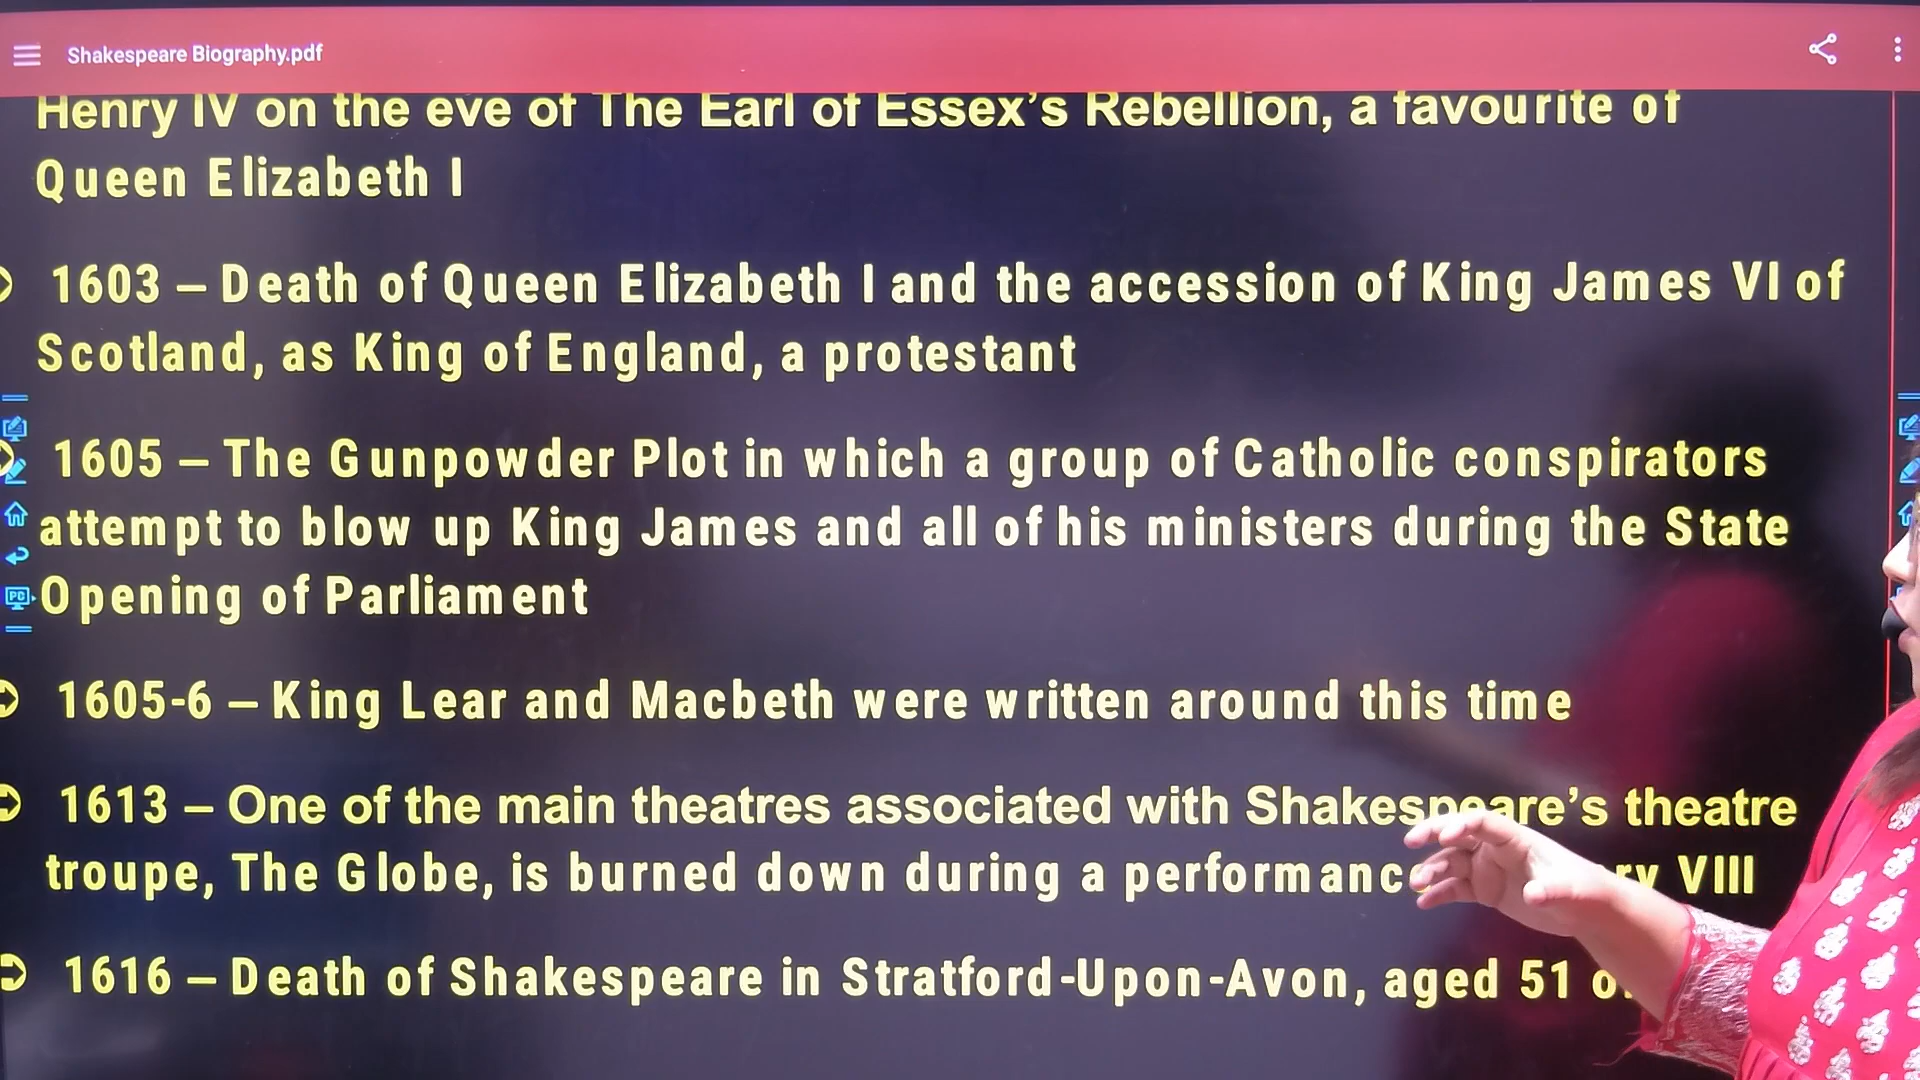 Shakespeare Biography.pdf
Henry IV on the eve of The Earl of Essex's Rebellion, a favourite of
Queen Elizabeth I
1603 – Death of Queen Elizabeth I and the accession of King James VI of
Scotland, as King of England, a protestant
1605 – The Gunpowder Plot in which a group of Catholic conspirators
attempt to blow up King James and all of his ministers during the State
Opening of Parliament
1605-6 – King Lear and Macbeth were written around this time
1613 – One of the main theatres associated with Shakespeare's theatre
troupe, The Globe, is burned down during a performance VIII
1616 – Death of Shakespeare in Stratford-Upon-Avon, aged 51
PC